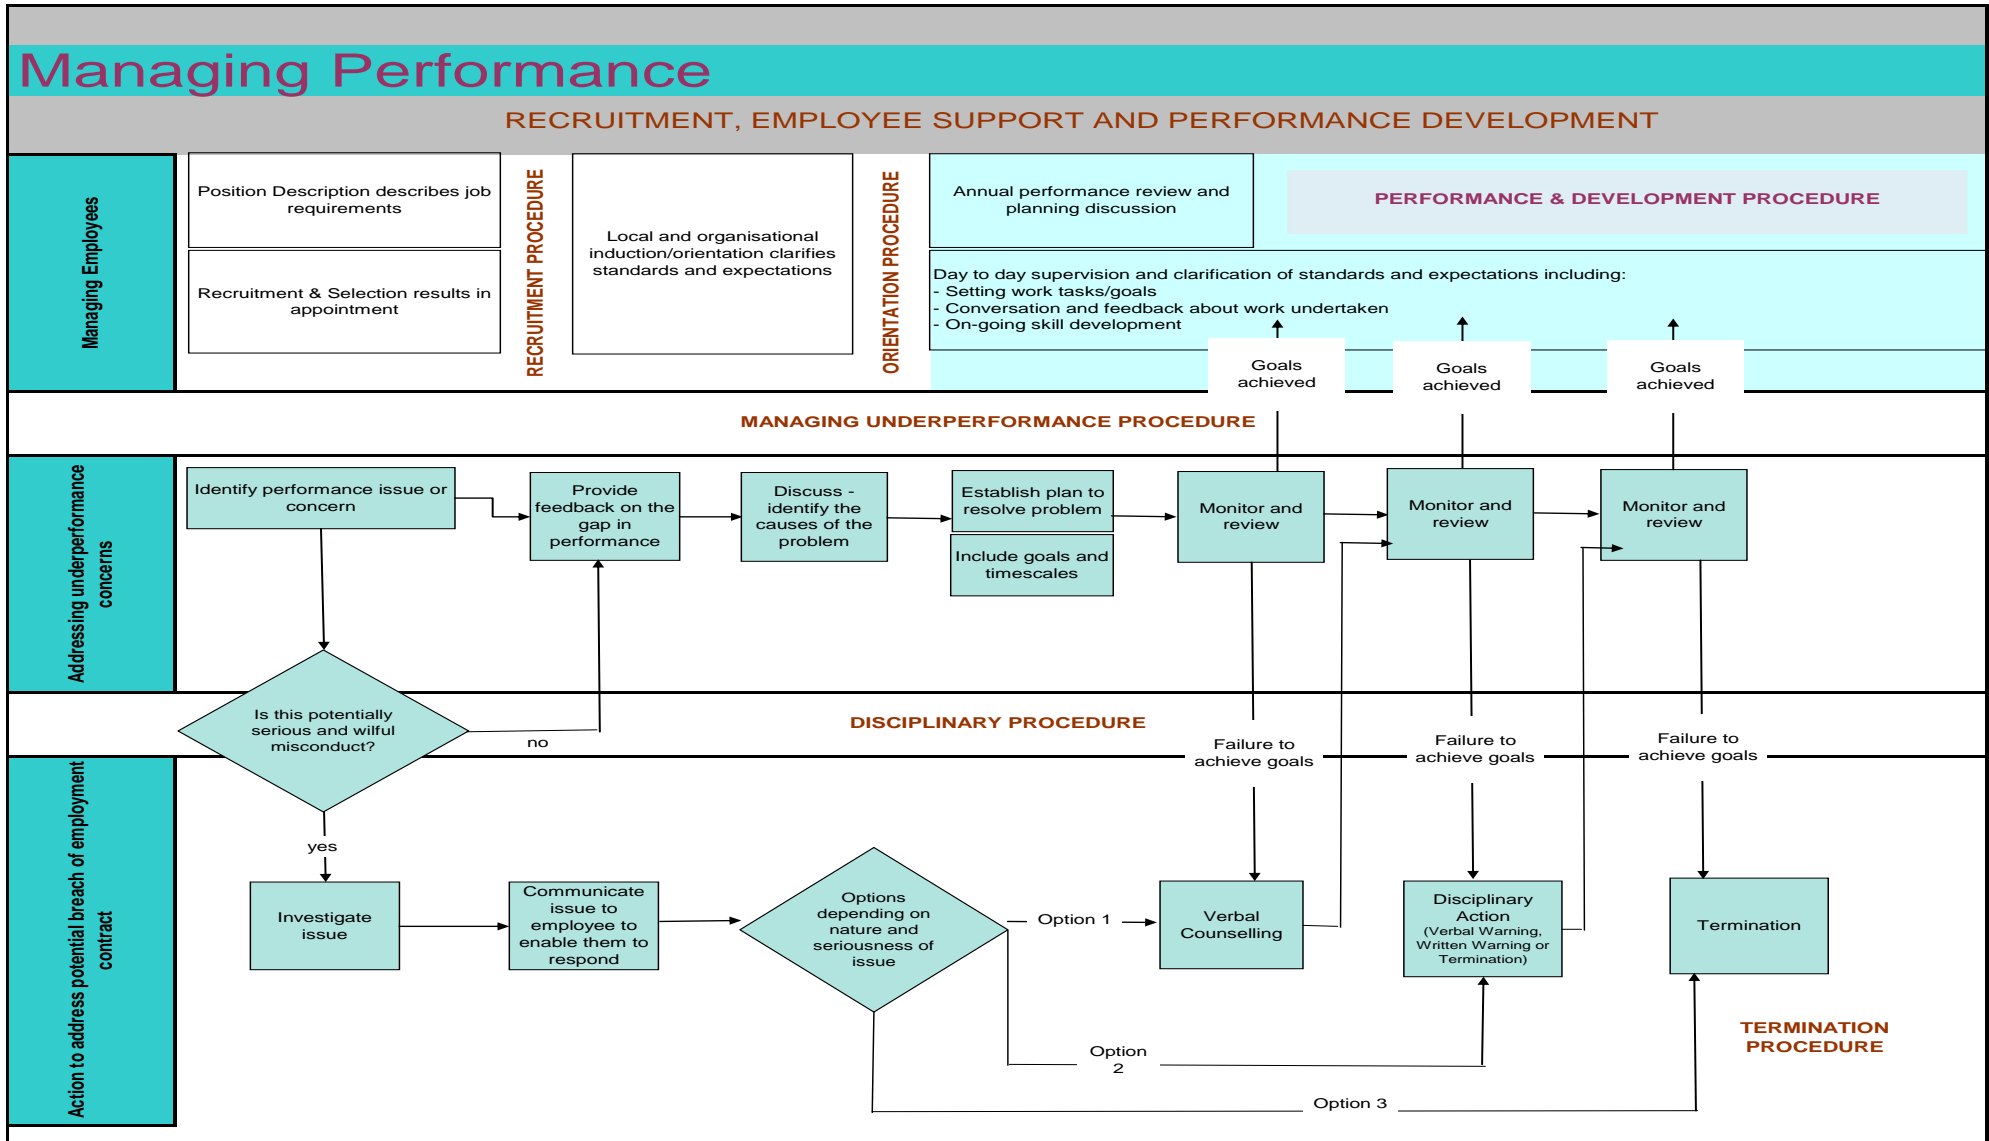 Managing Performance
RECRUITMENT, EMPLOYEE SUPPORT AND PERFORMANCE DEVELOPMENT
Managing Employees
Position Description describes job
requirements
Recruitment & Selection results in
appointment
RECRUITMENT PROCEDURE
Local and organisational
induction/orientation clarifies
standards and expectations
ORIENTATION PROCEDURE
Annual performance review and
planning discussion
PERFORMANCE & DEVELOPMENT PROCEDURE
Day to day supervision and clarification of standards and expectations including:
- Setting work tasks/goals
- Conversation and feedback about work undertaken
- On-going skill development
Goals
achieved
Goals
achieved
Goals
achieved
MANAGING UNDERPERFORMANCE PROCEDURE
Addressing underperformance
concerns
Identify performance issue or
concern
Provide
feedback on the
gap in
performance
Discuss -
identify the
causes of the
problem
Establish plan to
resolve problem
Include goals and
timescales
Monitor and
review
Monitor and
review
Monitor and
review
Is this potentially
serious and wilful
misconduct?
no
DISCIPLINARY PROCEDURE
Failure to
achieve goals
Failure to
achieve goals
Failure to
achieve goals
Action to address potential breach of employment
contract
yes
Investigate
issue
Communicate
issue to
employee to
enable them to
respond
Options
depending on
nature and
seriousness of
issue
Option 1
Verbal
Counselling
Disciplinary
Action
(Verbal Warning,
Written Warning or
Termination)
Termination
Option
2
Option 3
TERMINATION
PROCEDURE